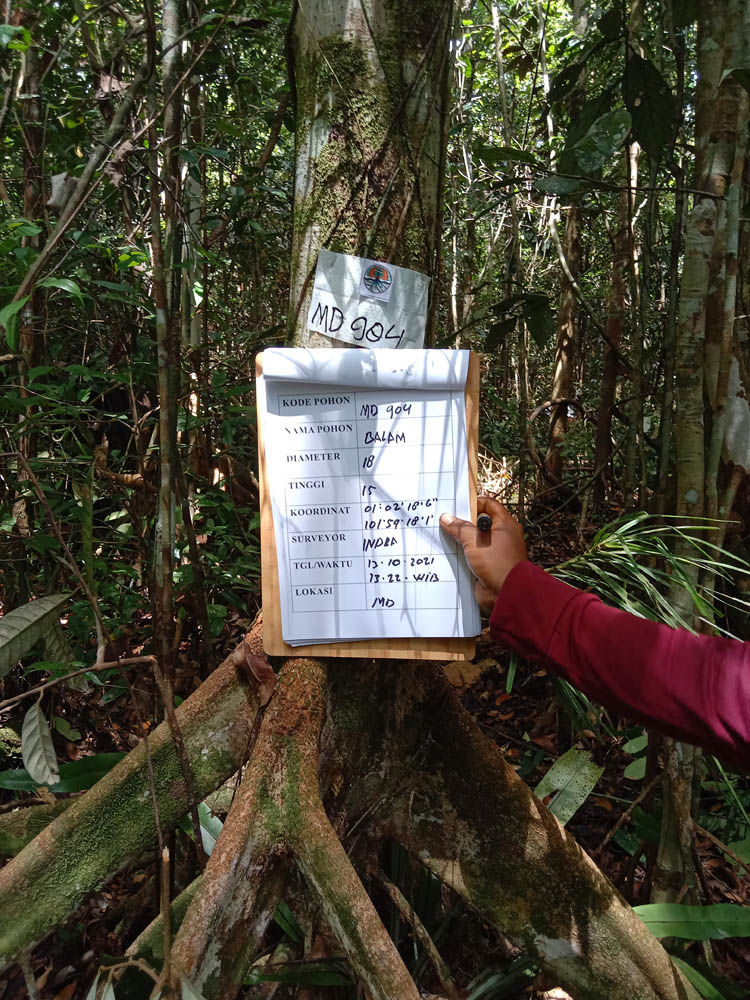 MD 904
KODE POHON MD 904
NAMA POHON BALAM
DIAMETER 18
TINGGI 15
KOORDINAT 01°02'18.6"
101°59'18.1"
SURVEYOR INDRA
TGL/WAKTU 13.10.2021
13.22.WIB
LOKASI MD